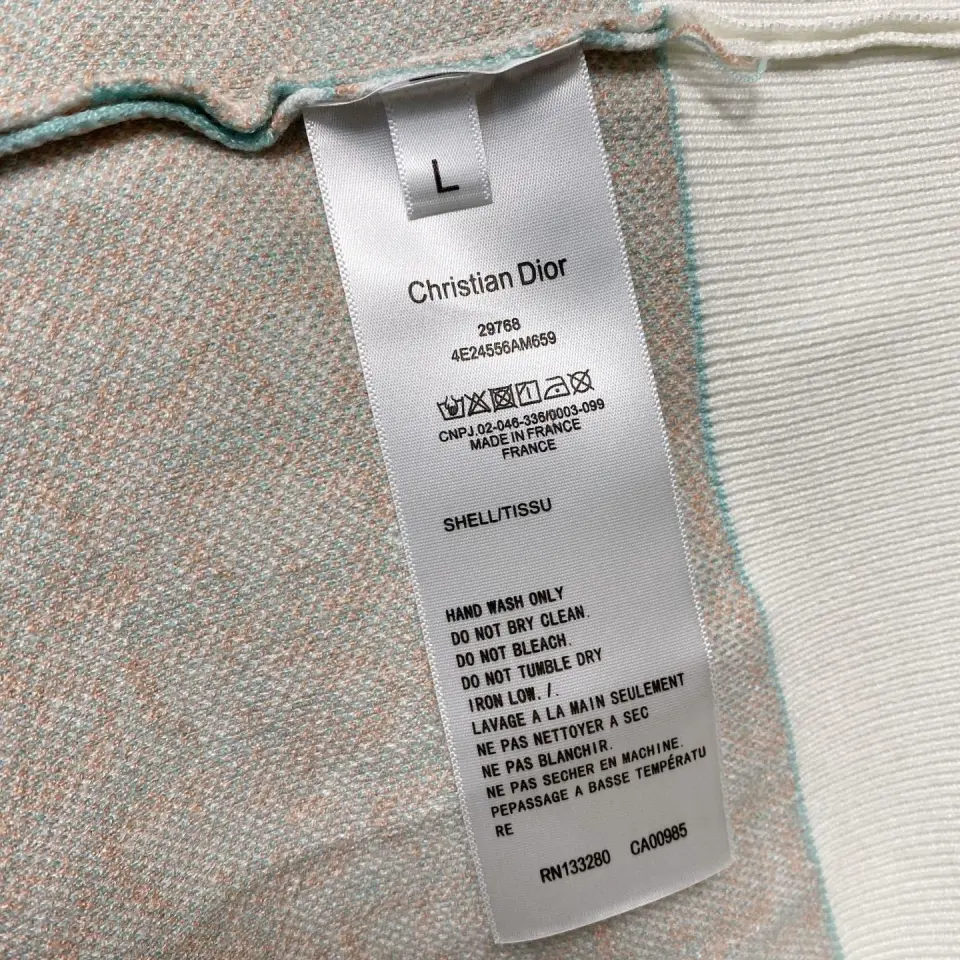 L
Christian Dior
29768
4E24556AM659
CNPJ.02-046-336/0003-099
MADE IN FRANCE
FRANCE
SHELL/TISSU
HAND WASH ONLY
DO NOT BRY CLEAN.
DO NOT BLEACH.
DO NOT TUMBLE DRY
IRON LOW. /.
LAVAGE A LA MAIN SEULEMENT
NE PAS NETTOYER A SEC
NE PAS BLANCHIR.
NE PAS SECHER EN MACHINE.
PEPASSAGE A BASSE TEMPÉRATU
RE
RN133280 CA00985